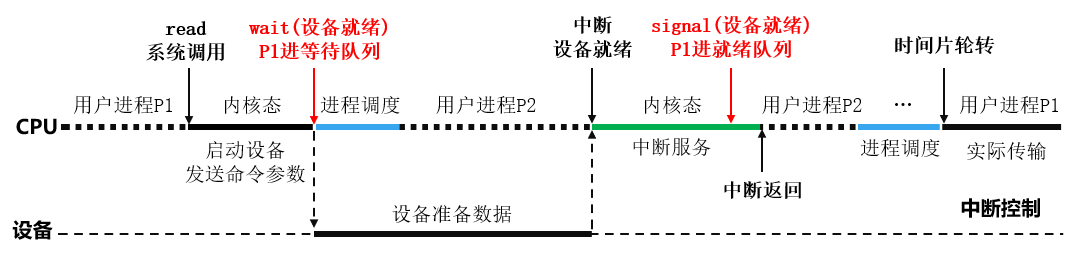 read
系统调用
wait(设备就绪)
P1进等待队列
中断
设备就绪
signal(设备就绪)
P1进就绪队列
时间片轮转
用户进程P1
内核态
进程调度
用户进程P2
内核态
用户进程P2
…
用户进程P1
CPU
启动设备
发送命令参数
中断服务
进程调度
实际传输
中断返回
设备准备数据
中断控制
设备